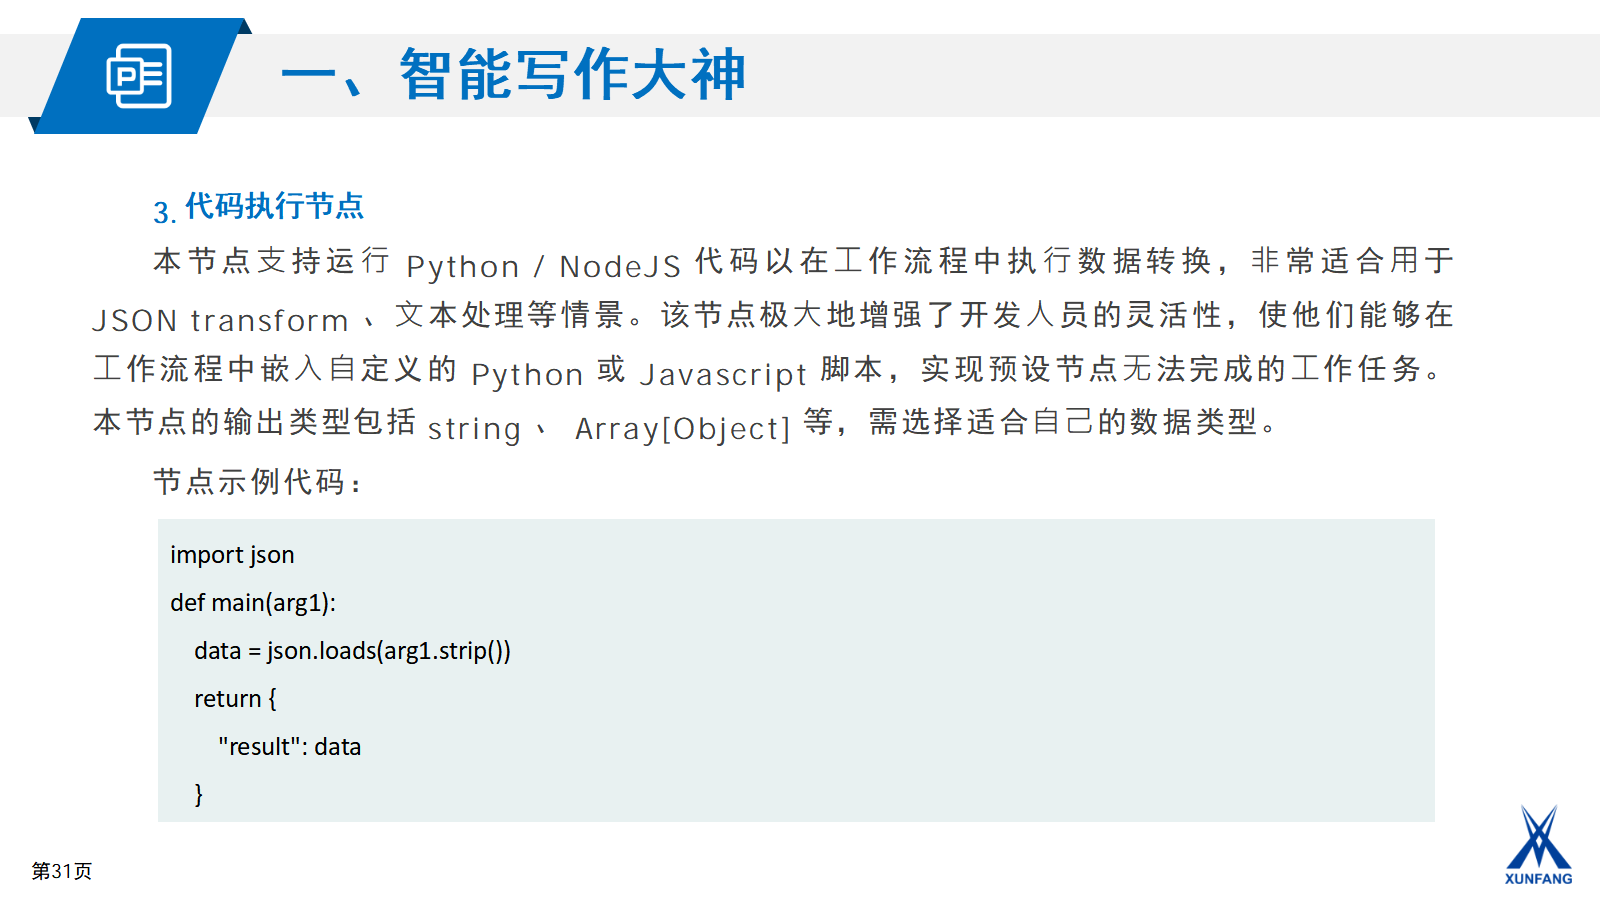 一、智能写作大神
3. 代码执行节点
本节点支持运行 Python / NodeJS 代码以在工作流程中执行数据转换，非常适合用于
JSON transform 、文本处理等情景。该节点极大地增强了开发人员的灵活性，使他们能够在
工作流程中嵌入自定义的 Python 或 Javascript 脚本，实现预设节点无法完成的工作任务。
本节点的输出类型包括 string 、 Array[Object] 等，需选择适合自己的数据类型。
节点示例代码：
import json
def main(arg1):
    data = json.loads(arg1.strip())
    return {
        "result": data
    }
第31页
XUNFANG